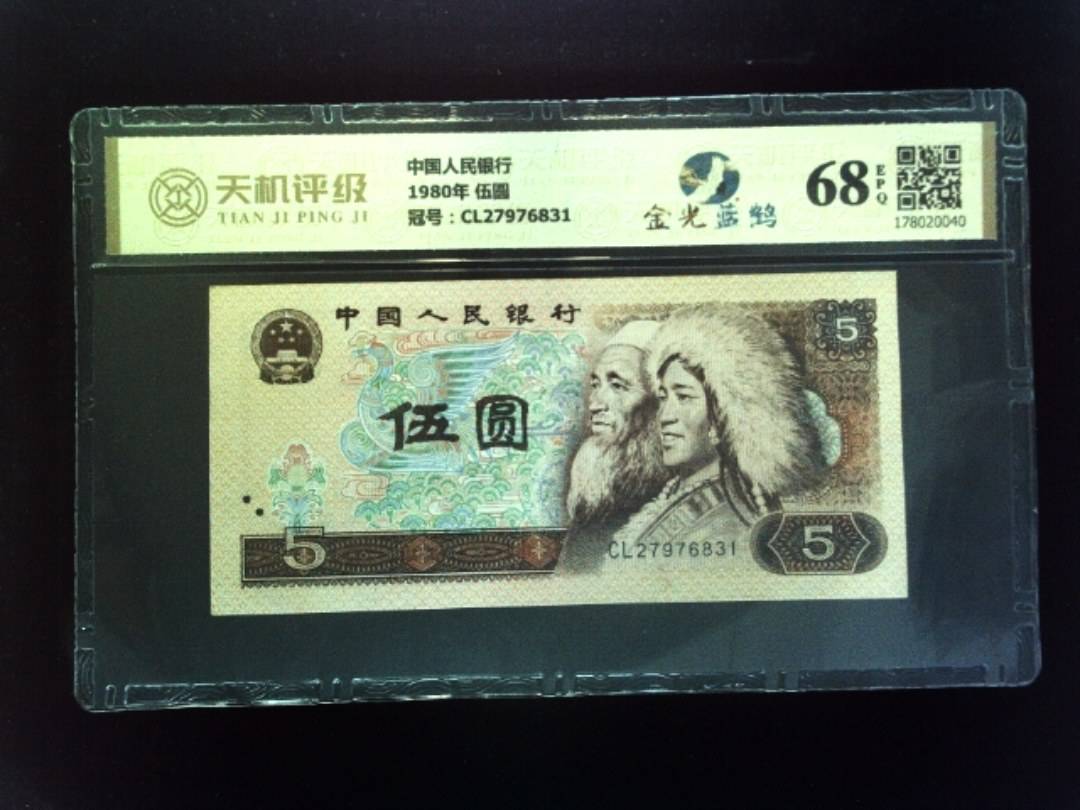 天机评级
TIAN JI PING JI
中国人民银行
1980年 伍圆
冠号：CL27976831
金光蓝鹤
68
EPQ
178020040
中国人民银行
5
伍圆
5
CL27976831
5